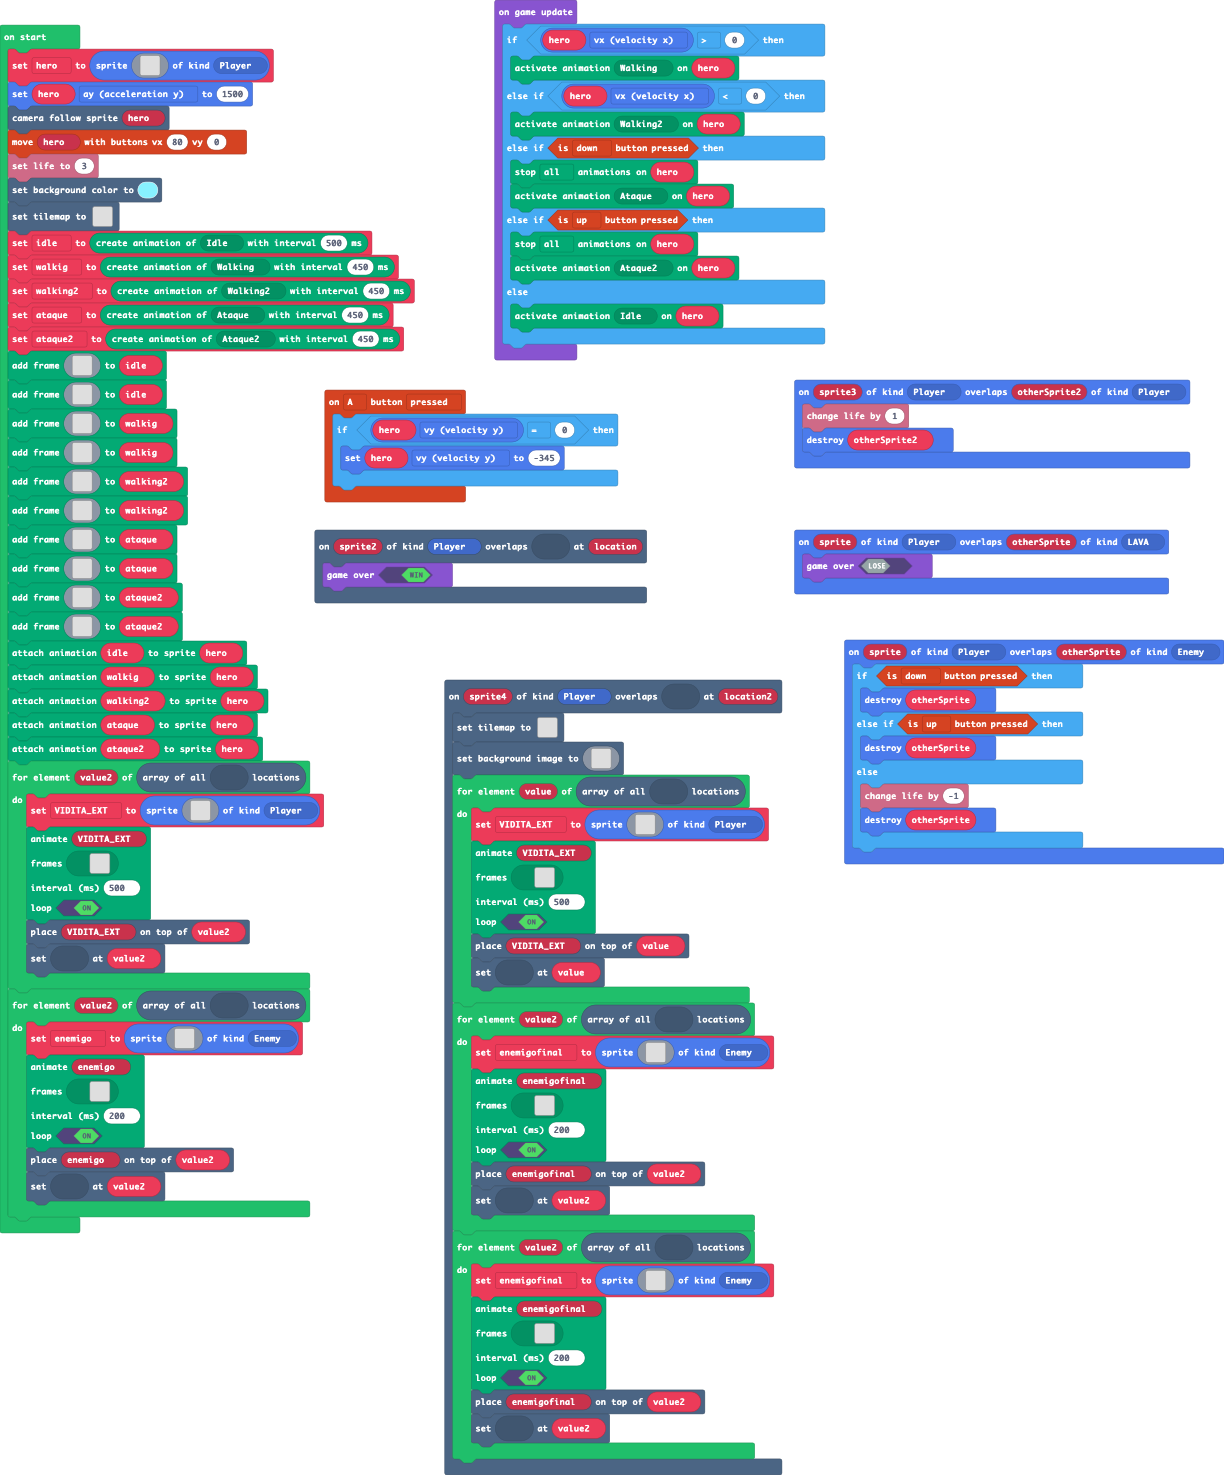 on start
set hero to sprite of kind Player
set hero ay (acceleration y) to 1500
camera follow sprite hero
move hero with buttons vx 80 vy 0
set life to 3
set background color to
set tilemap to
set idle to create animation of Idle with interval 500 ms
set walkig to create animation of Walking with interval 450 ms
set walking2 to create animation of Walking2 with interval 450 ms
set ataque to create animation of Ataque with interval 450 ms
set ataque2 to create animation of Ataque2 with interval 450 ms
add frame to idle
add frame to idle
add frame to walkig
add frame to walkig
add frame to walking2
add frame to walking2
add frame to ataque
add frame to ataque
add frame to ataque2
add frame to ataque2
attach animation idle to sprite hero
attach animation walkig to sprite hero
attach animation walking2 to sprite hero
attach animation ataque to sprite hero
attach animation ataque2 to sprite hero
for element value2 of array of all locations
do
set VIDITA_EXT to sprite of kind Player
animate VIDITA_EXT
frames
interval (ms) 500
loop ON
place VIDITA_EXT on top of value2
set at value2
for element value2 of array of all locations
do
set enemigo to sprite of kind Enemy
animate enemigo
frames
interval (ms) 200
loop ON
place enemigo on top of value2
set at value2
on game update
if hero vx (velocity x) > 0 then
activate animation Walking on hero
else if hero vx (velocity x) < 0 then
activate animation Walking2 on hero
else if is down button pressed then
stop all animations on hero
activate animation Ataque on hero
else if is up button pressed then
stop all animations on hero
activate animation Ataque2 on hero
else
activate animation Idle on hero
on A button pressed
if hero vy (velocity y) = 0 then
set hero vy (velocity y) to -345
on sprite2 of kind Player overlaps at location
game over WIN
on sprite3 of kind Player overlaps otherSprite2 of kind Player
change life by 1
destroy otherSprite2
on sprite of kind Player overlaps otherSprite of kind LAVA
game over LOSE
on sprite of kind Player overlaps otherSprite of kind Enemy
if is down button pressed then
destroy otherSprite
else if is up button pressed then
destroy otherSprite
else
change life by -1
destroy otherSprite
on sprite4 of kind Player overlaps at location2
set tilemap to
set background image to
for element value of array of all locations
do
set VIDITA_EXT to sprite of kind Player
animate VIDITA_EXT
frames
interval (ms) 500
loop ON
place VIDITA_EXT on top of value
set at value
for element value2 of array of all locations
do
set enemigofinal to sprite of kind Enemy
animate enemigofinal
frames
interval (ms) 200
loop ON
place enemigofinal on top of value2
set at value2
for element value2 of array of all locations
do
set enemigofinal to sprite of kind Enemy
animate enemigofinal
frames
interval (ms) 200
loop ON
place enemigofinal on top of value2
set at value2